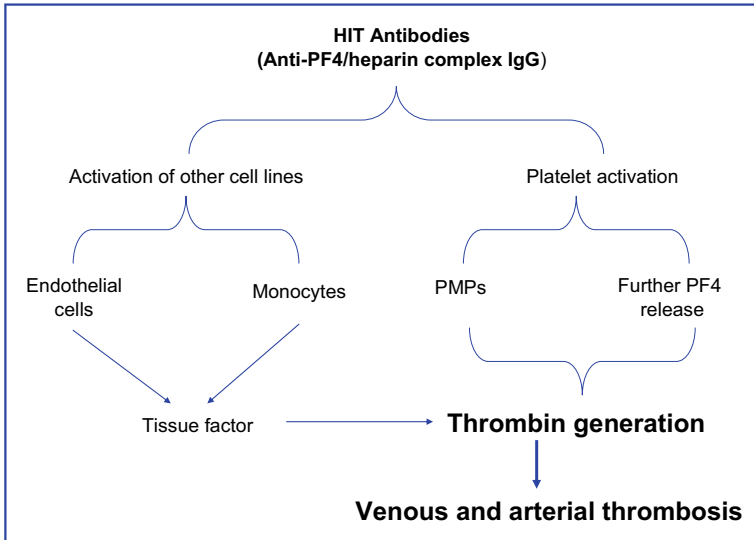 HIT Antibodies
(Anti-PF4/heparin complex IgG)
Activation of other cell lines
Platelet activation
Endothelial
cells
Monocytes
PMPs
Further PF4
release
Tissue factor
Thrombin generation
Venous and arterial thrombosis